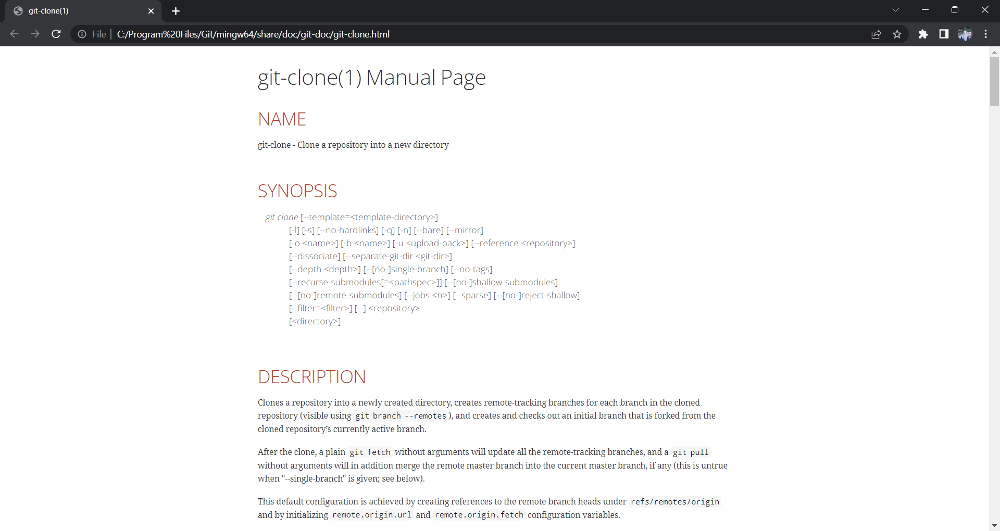 git-clone(1)
File
C:/Program%20Files/Git/mingw64/share/doc/git-doc/git-clone.html
git-clone(1) Manual Page
NAME
git-clone - Clone a repository into a new directory
SYNOPSIS
git clone [--template=<template-directory>]
[-l] [-s] [--no-hardlinks] [-q] [-n] [--bare] [--mirror]
[-o <name>] [-b <name>] [-u <upload-pack>] [--reference <repository>]
[--dissociate] [--separate-git-dir <git-dir>]
[--depth <depth>] [--[no-]single-branch] [--no-tags]
[--recurse-submodules[=<pathspec>]] [--[no-]shallow-submodules]
[--[no-]remote-submodules] [--jobs <n>] [--sparse] [--[no-]reject-shallow]
[--filter=<filter>] [--] <repository>
[<directory>]
DESCRIPTION
Clones a repository into a newly created directory, creates remote-tracking branches for each branch in the cloned
repository (visible using git branch --remotes), and creates and checks out an initial branch that is forked from the
cloned repository’s currently active branch.
After the clone, a plain git fetch without arguments will update all the remote-tracking branches, and a git pull
without arguments will in addition merge the remote master branch into the current master branch, if any (this is untrue
when "--single-branch" is given; see below).
This default configuration is achieved by creating references to the remote branch heads under refs/remotes/origin
and by initializing remote.origin.url and remote.origin.fetch configuration variables.